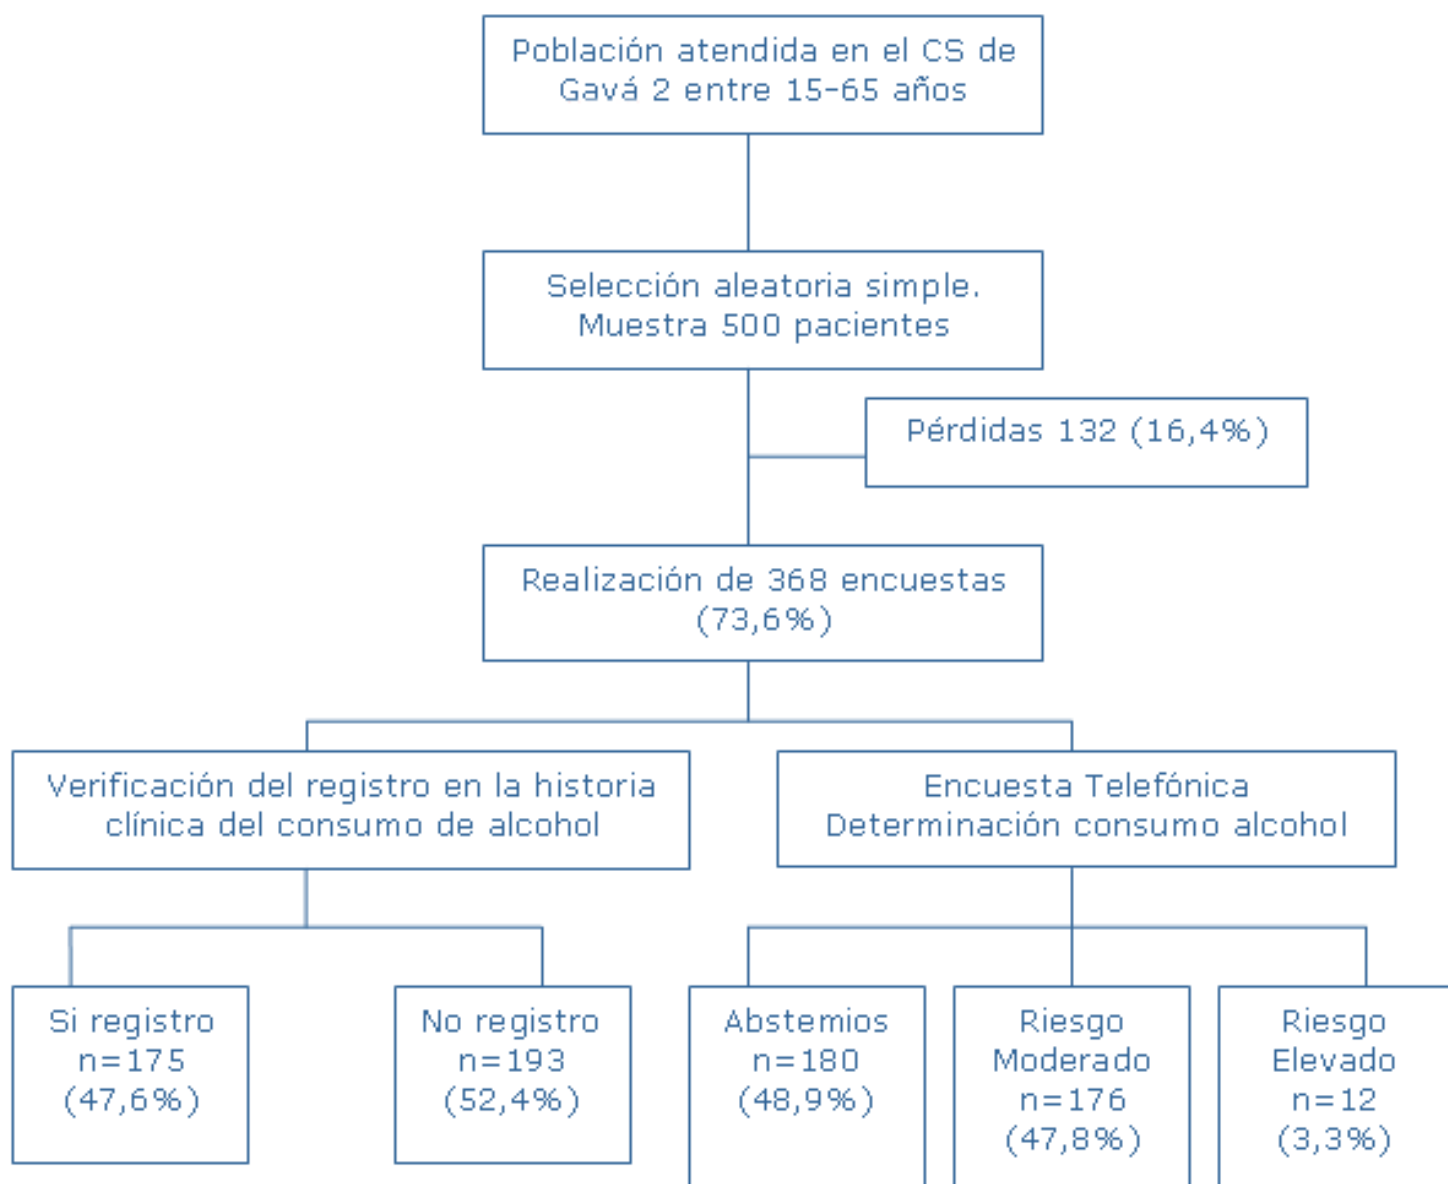 Población atendida en el CS de
Gavá 2 entre 15-65 años
Selección aleatoria simple.
Muestra 500 pacientes
Pérdidas 132 (16,4%)
Realización de 368 encuestas
(73,6%)
Verificación del registro en la historia
clínica del consumo de alcohol
Encuesta Telefónica
Determinación consumo alcohol
Si registro
n=175
(47,6%)
No registro
n=193
(52,4%)
Abstemios
n=180
(48,9%)
Riesgo
Moderado
n=176
(47,8%)
Riesgo
Elevado
n=12
(3,3%)